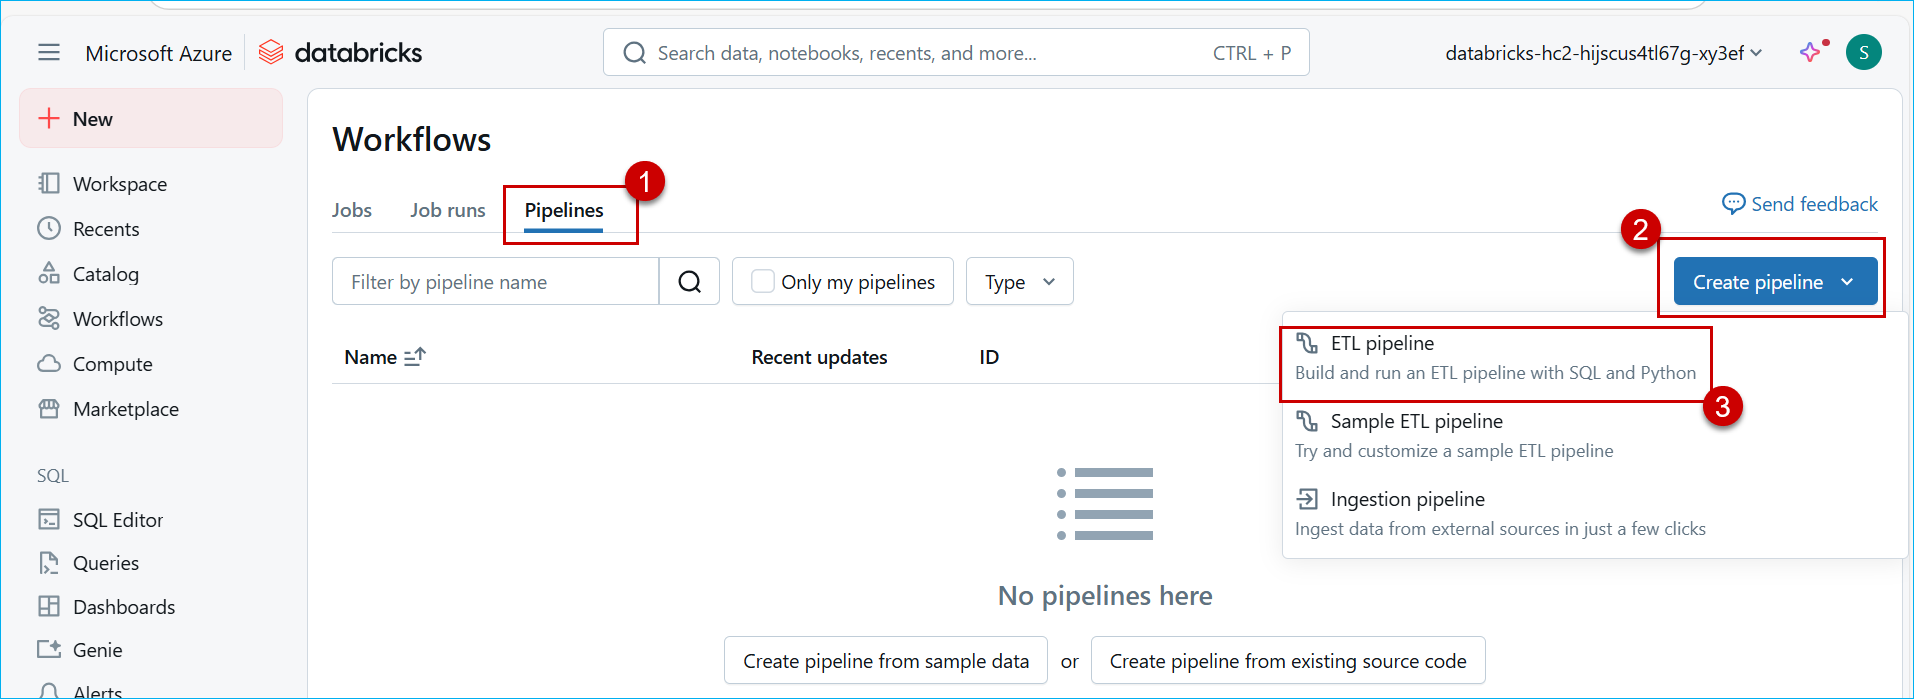 Microsoft Azure
databricks
Search data, notebooks, recents, and more...
CTRL + P
databricks-hc2-hijscus4tl67g-xy3ef
S
New
Workspace
Recents
Catalog
Workflows
Compute
Marketplace
SQL
SQL Editor
Queries
Dashboards
Genie
Alerts
Workflows
Jobs
Job runs
Pipelines
1
Send feedback
2
Filter by pipeline name
Only my pipelines
Type
Create pipeline
Name
Recent updates
ID
ETL pipeline
Build and run an ETL pipeline with SQL and Python
3
Sample ETL pipeline
Try and customize a sample ETL pipeline
Ingestion pipeline
Ingest data from external sources in just a few clicks
No pipelines here
Create pipeline from sample data
or
Create pipeline from existing source code